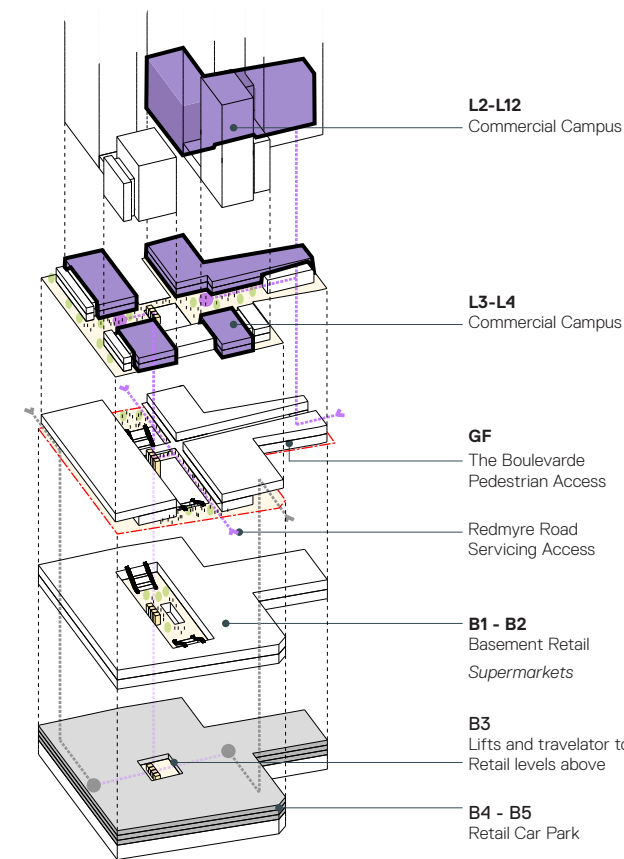 L2-L12
Commercial Campus
L3-L4
Commercial Campus
GF
The Boulevarde
Pedestrian Access
Redmyre Road
Servicing Access
B1 - B2
Basement Retail
Supermarkets
B3
Lifts and travelator to
Retail levels above
B4 - B5
Retail Car Park